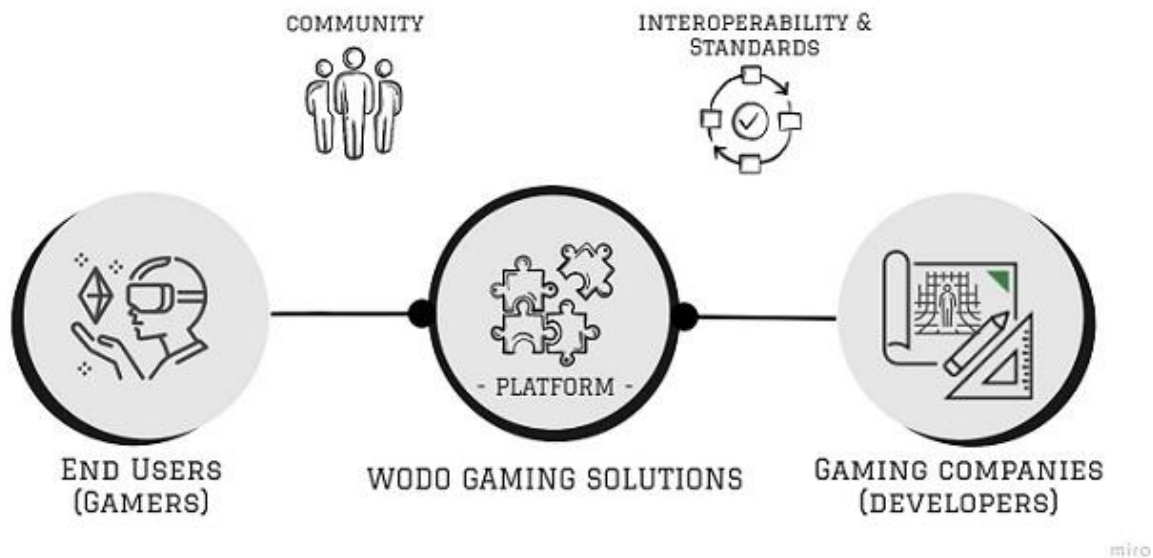 COMMUNITY
INTEROPERABILITY &
STANDARDS
- PLATFORM -
END USERS
(GAMERS)
WODO GAMING SOLUTIONS
GAMING COMPANIES
(DEVELOPERS)
miro